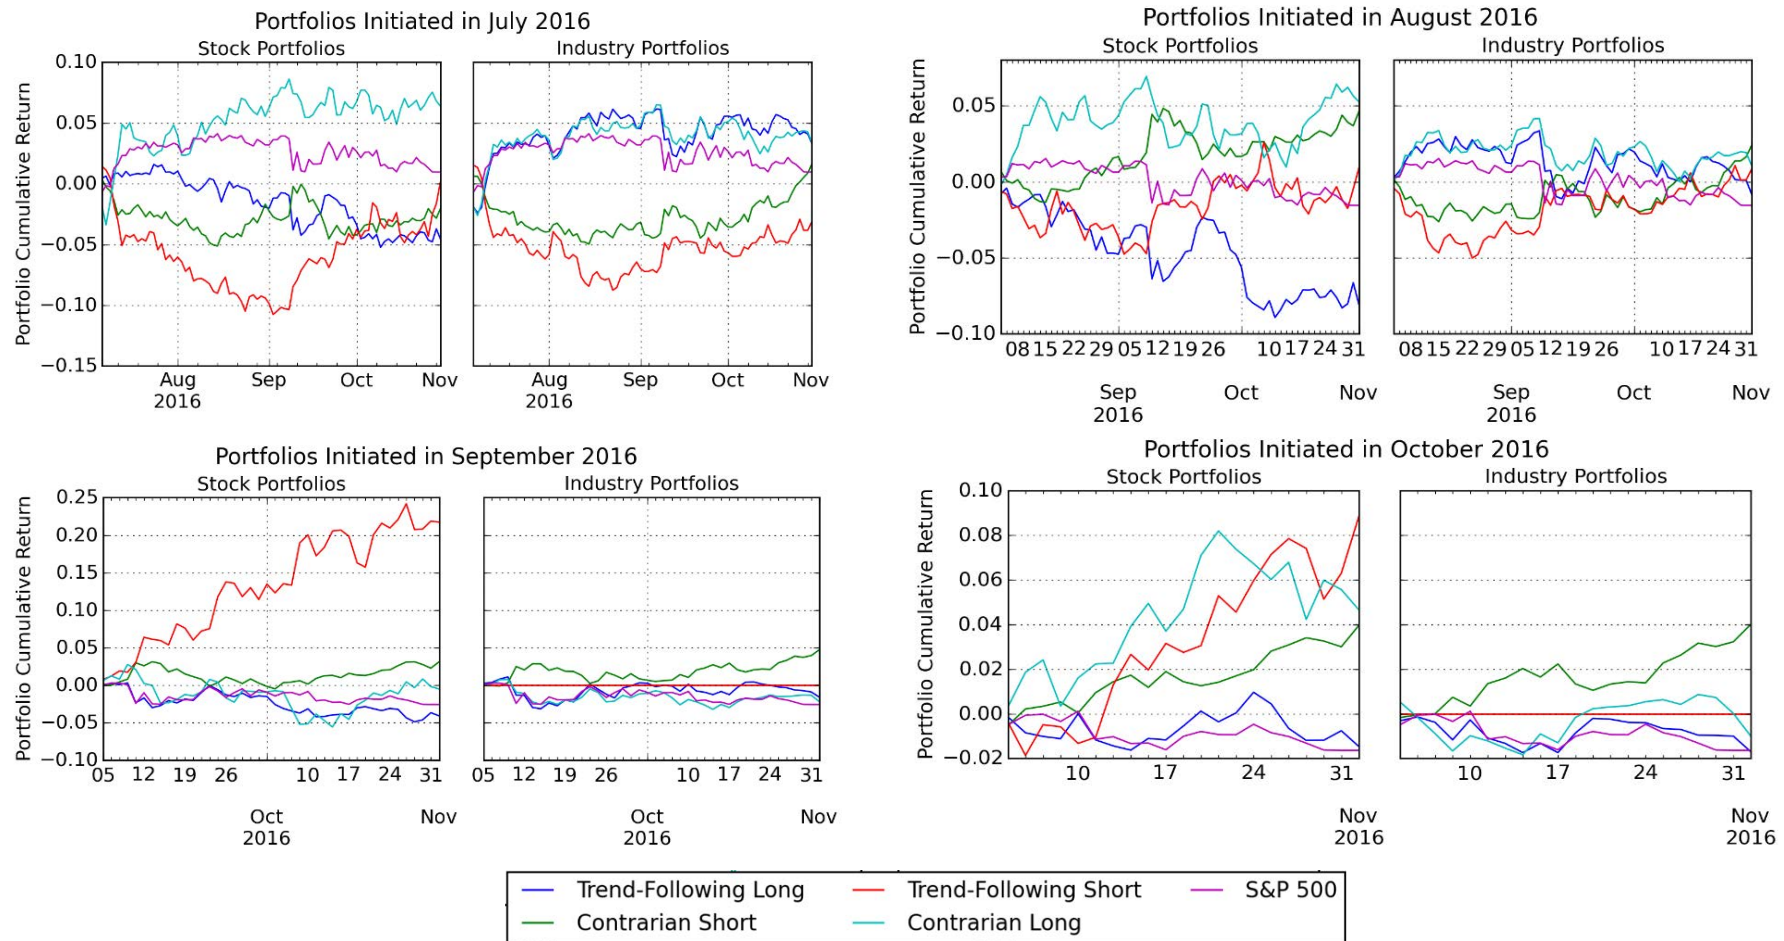 Portfolios Initiated in July 2016
Stock Portfolios Industry Portfolios
Portfolio Cumulative Return
0.10
0.05
0.00
−0.05
−0.10
−0.15
Aug Sep Oct Nov Aug Sep Oct Nov
2016 2016
Portfolios Initiated in August 2016
Stock Portfolios Industry Portfolios
Portfolio Cumulative Return
0.05
0.00
−0.05
−0.10
08 15 22 29 05 12 19 26 10 17 24 31 08 15 22 29 05 12 19 26 10 17 24 31
Sep Oct Nov Sep Oct Nov
2016 2016
Portfolios Initiated in September 2016
Stock Portfolios Industry Portfolios
Portfolio Cumulative Return
0.25
0.20
0.15
0.10
0.05
0.00
−0.05
−0.10
05 12 19 26 10 17 24 31 05 12 19 26 10 17 24 31
Oct Nov Oct Nov
2016 2016
Portfolios Initiated in October 2016
Stock Portfolios Industry Portfolios
Portfolio Cumulative Return
0.10
0.08
0.06
0.04
0.02
0.00
−0.02
10 17 24 31 10 17 24 31
Nov Nov
2016 2016
Trend-Following Long Trend-Following Short S&P 500
Contrarian Short Contrarian Long